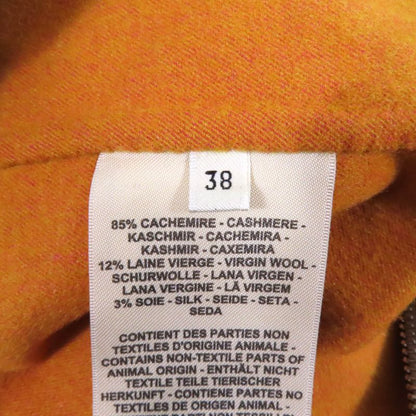 38
85% CACHEMIRE - CASHMERE -
KASCHMIR - CACHEMIRA -
KASHMIR - CAXEMIRA
12% LAINE VIERGE - VIRGIN WOOL -
SCHURWOLLE - LANA VIRGEN -
LANA VERGINE - LÃ VIRGEM
3% SOIE - SILK - SEIDE - SETA -
SEDA
CONTIENT DES PARTIES NON
TEXTILES D'ORIGINE ANIMALE -
CONTAINS NON-TEXTILE PARTS OF
ANIMAL ORIGIN - ENTHÄLT NICHT
TEXTILE TEILE TIERISCHER
HERKUNFT - CONTIENE PARTES NO
TEXTILES DE ORIGEN ANIMAL -